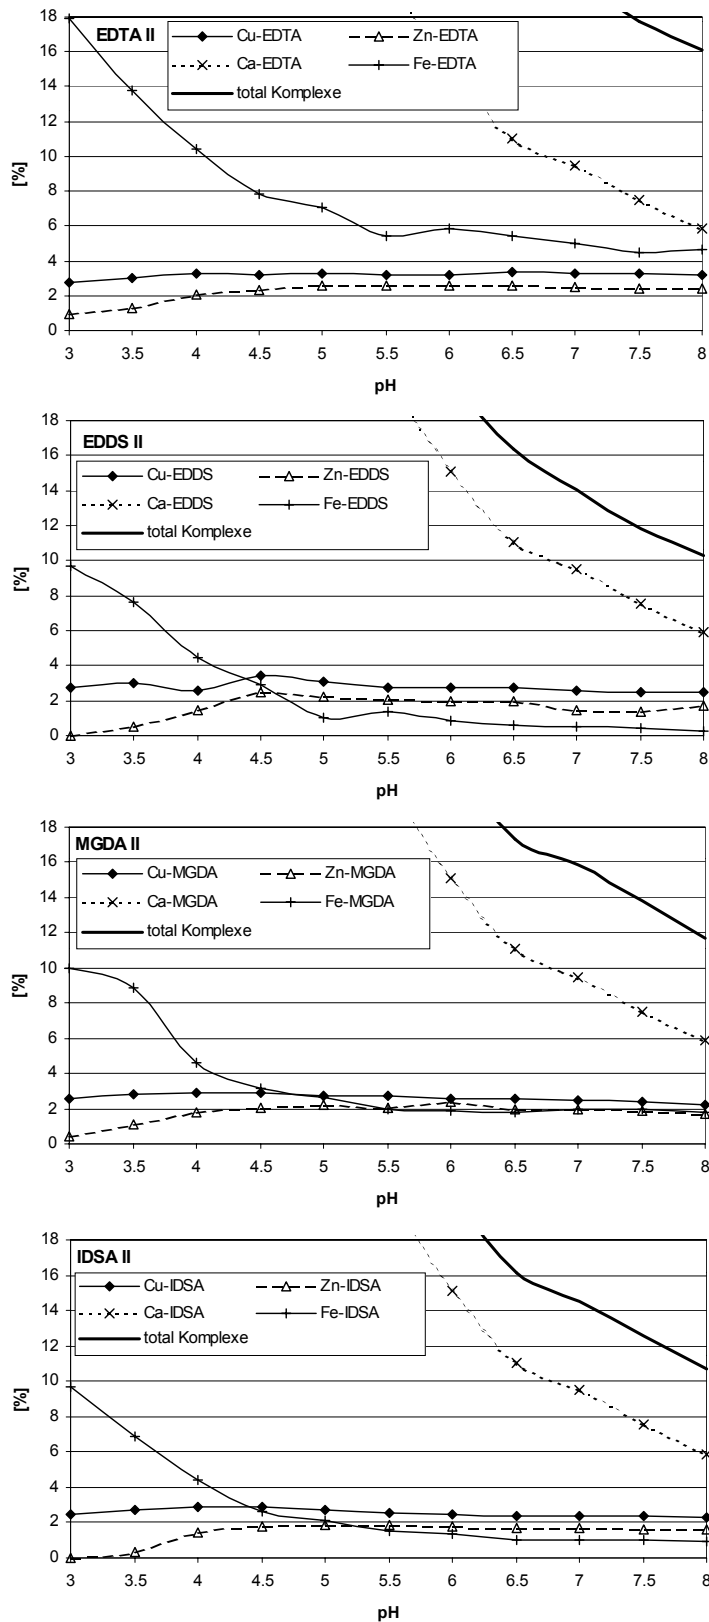 EDTA II
Cu-EDTA Zn-EDTA
Ca-EDTA Fe-EDTA
total Komplexe
[%]
18
16
14
12
10
8
6
4
2
0
3 3.5 4 4.5 5 5.5 6 6.5 7 7.5 8
pH
EDDS II
Cu-EDDS Zn-EDDS
Ca-EDDS Fe-EDDS
total Komplexe
[%]
18
16
14
12
10
8
6
4
2
0
3 3.5 4 4.5 5 5.5 6 6.5 7 7.5 8
pH
MGDA II
Cu-MGDA Zn-MGDA
Ca-MGDA Fe-MGDA
total Komplexe
[%]
18
16
14
12
10
8
6
4
2
0
3 3.5 4 4.5 5 5.5 6 6.5 7 7.5 8
pH
IDSA II
Cu-IDSA Zn-IDSA
Ca-IDSA Fe-IDSA
total Komplexe
[%]
18
16
14
12
10
8
6
4
2
0
3 3.5 4 4.5 5 5.5 6 6.5 7 7.5 8
pH